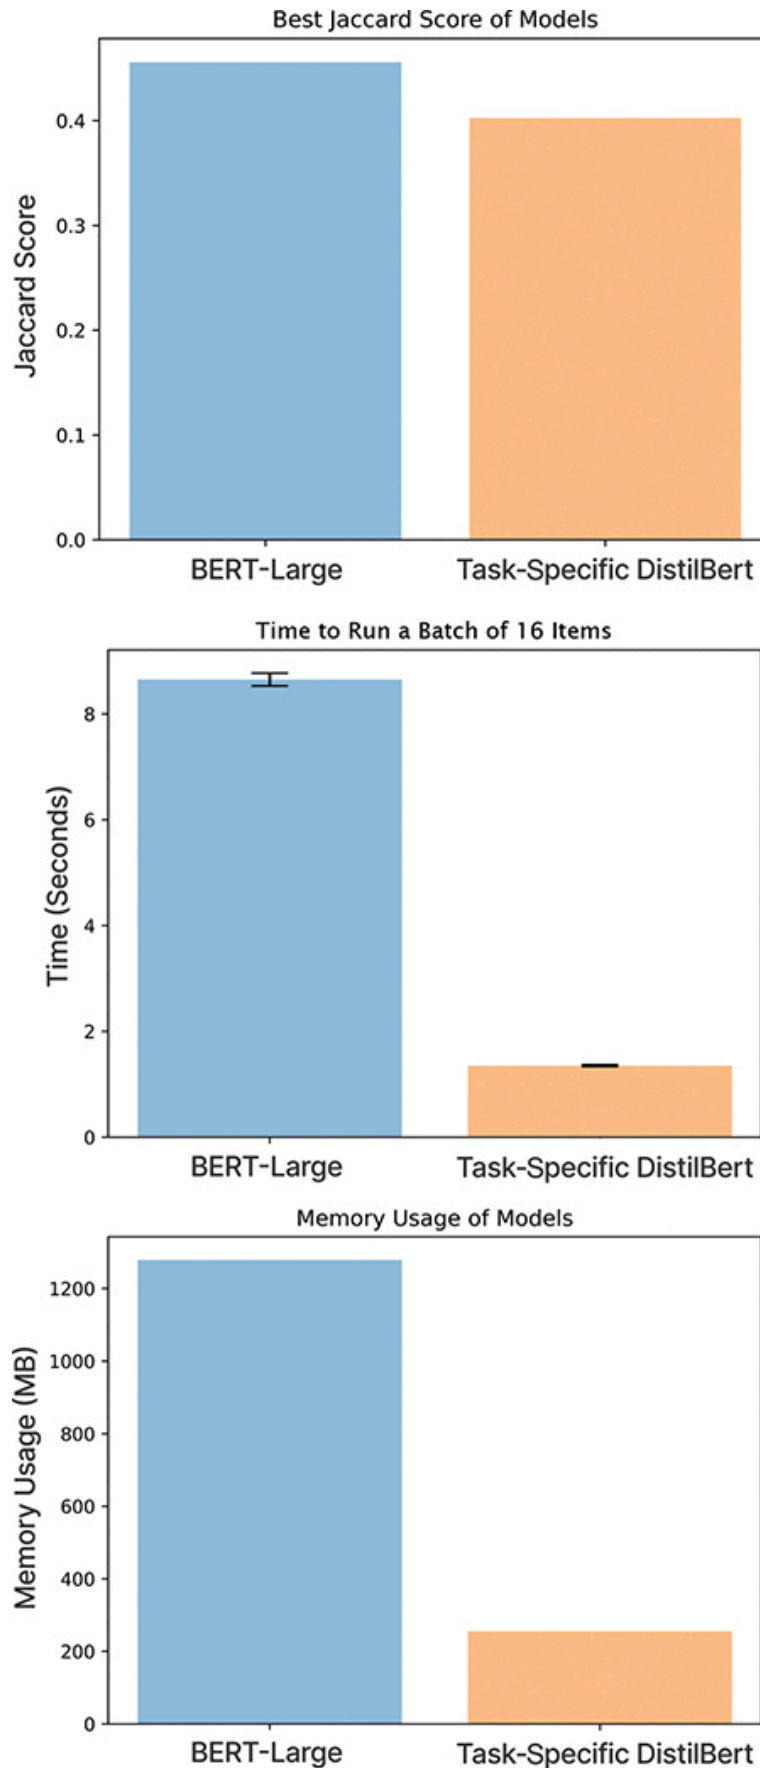 Best Jaccard Score of Models
Jaccard Score
0.4
0.3
0.2
0.1
0.0
BERT-Large Task-Specific DistilBert
Time to Run a Batch of 16 Items
Time (Seconds)
8
6
4
2
0
BERT-Large Task-Specific DistilBert
Memory Usage of Models
Memory Usage (MB)
1200
1000
800
600
400
200
0
BERT-Large Task-Specific DistilBert